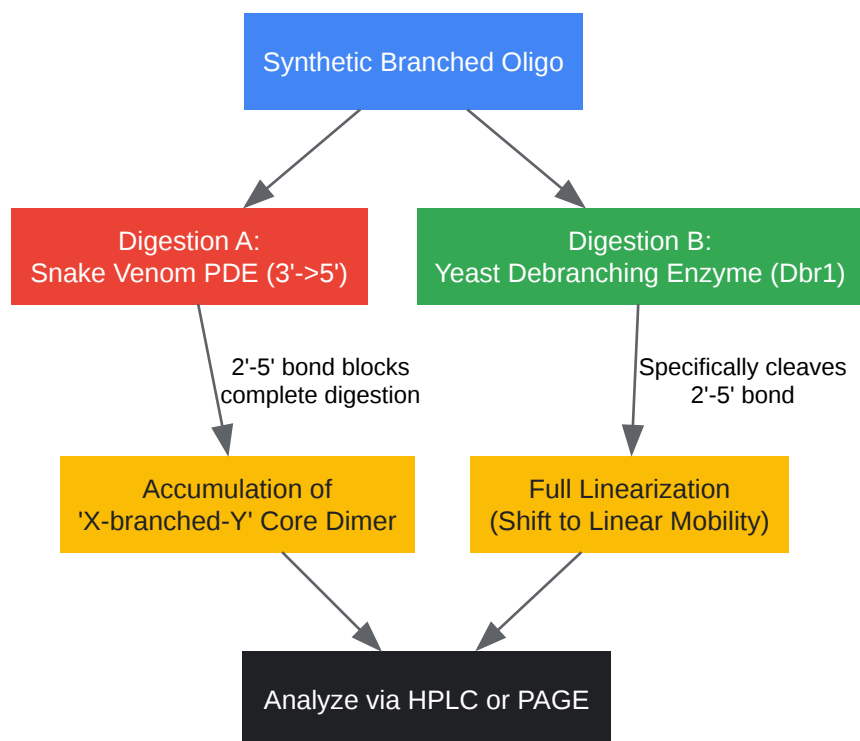 Synthetic Branched Oligo
Digestion A:
Snake Venom PDE (3'->5')
Digestion B:
Yeast Debranching Enzyme (Dbr1)
2'-5' bond blocks
complete digestion
Specifically cleaves
2'-5' bond
Accumulation of
'X-branched-Y' Core Dimer
Full Linearization
(Shift to Linear Mobility)
Analyze via HPLC or PAGE